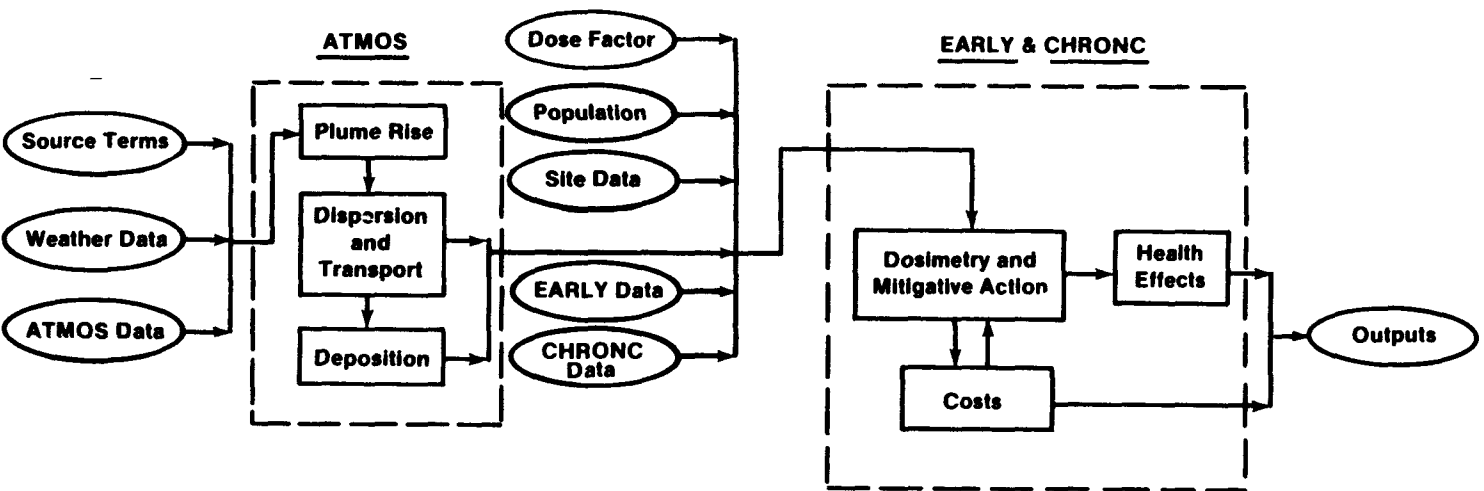 ATMOS
Source Terms
Weather Data
ATMOS Data
Plume Rise
Dispersion
and
Transport
Deposition
Dose Factor
Population
Site Data
EARLY Data
CHRONC
Data
EARLY & CHRONC
Dosimetry and
Mitigative Action
Health
Effects
Costs
Outputs